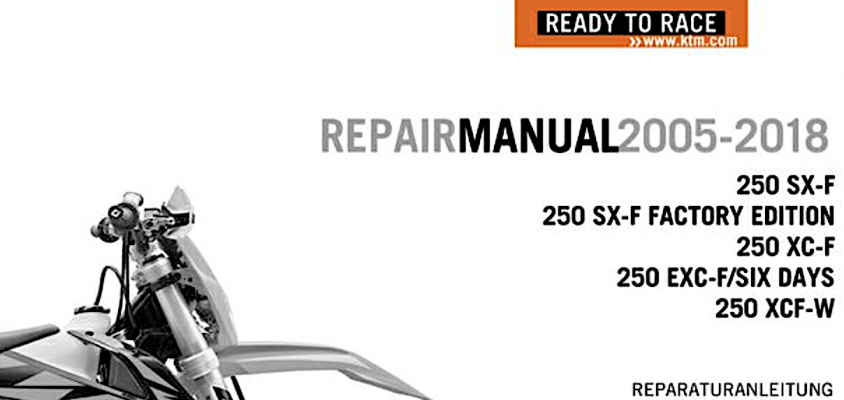 READY TO RACE
»www.ktm.com
REPAIRMANUAL2005-2018
250 SX-F
250 SX-F FACTORY EDITION
250 XC-F
250 EXC-F/SIX DAYS
250 XCF-W
REPARATURANLEITUNG